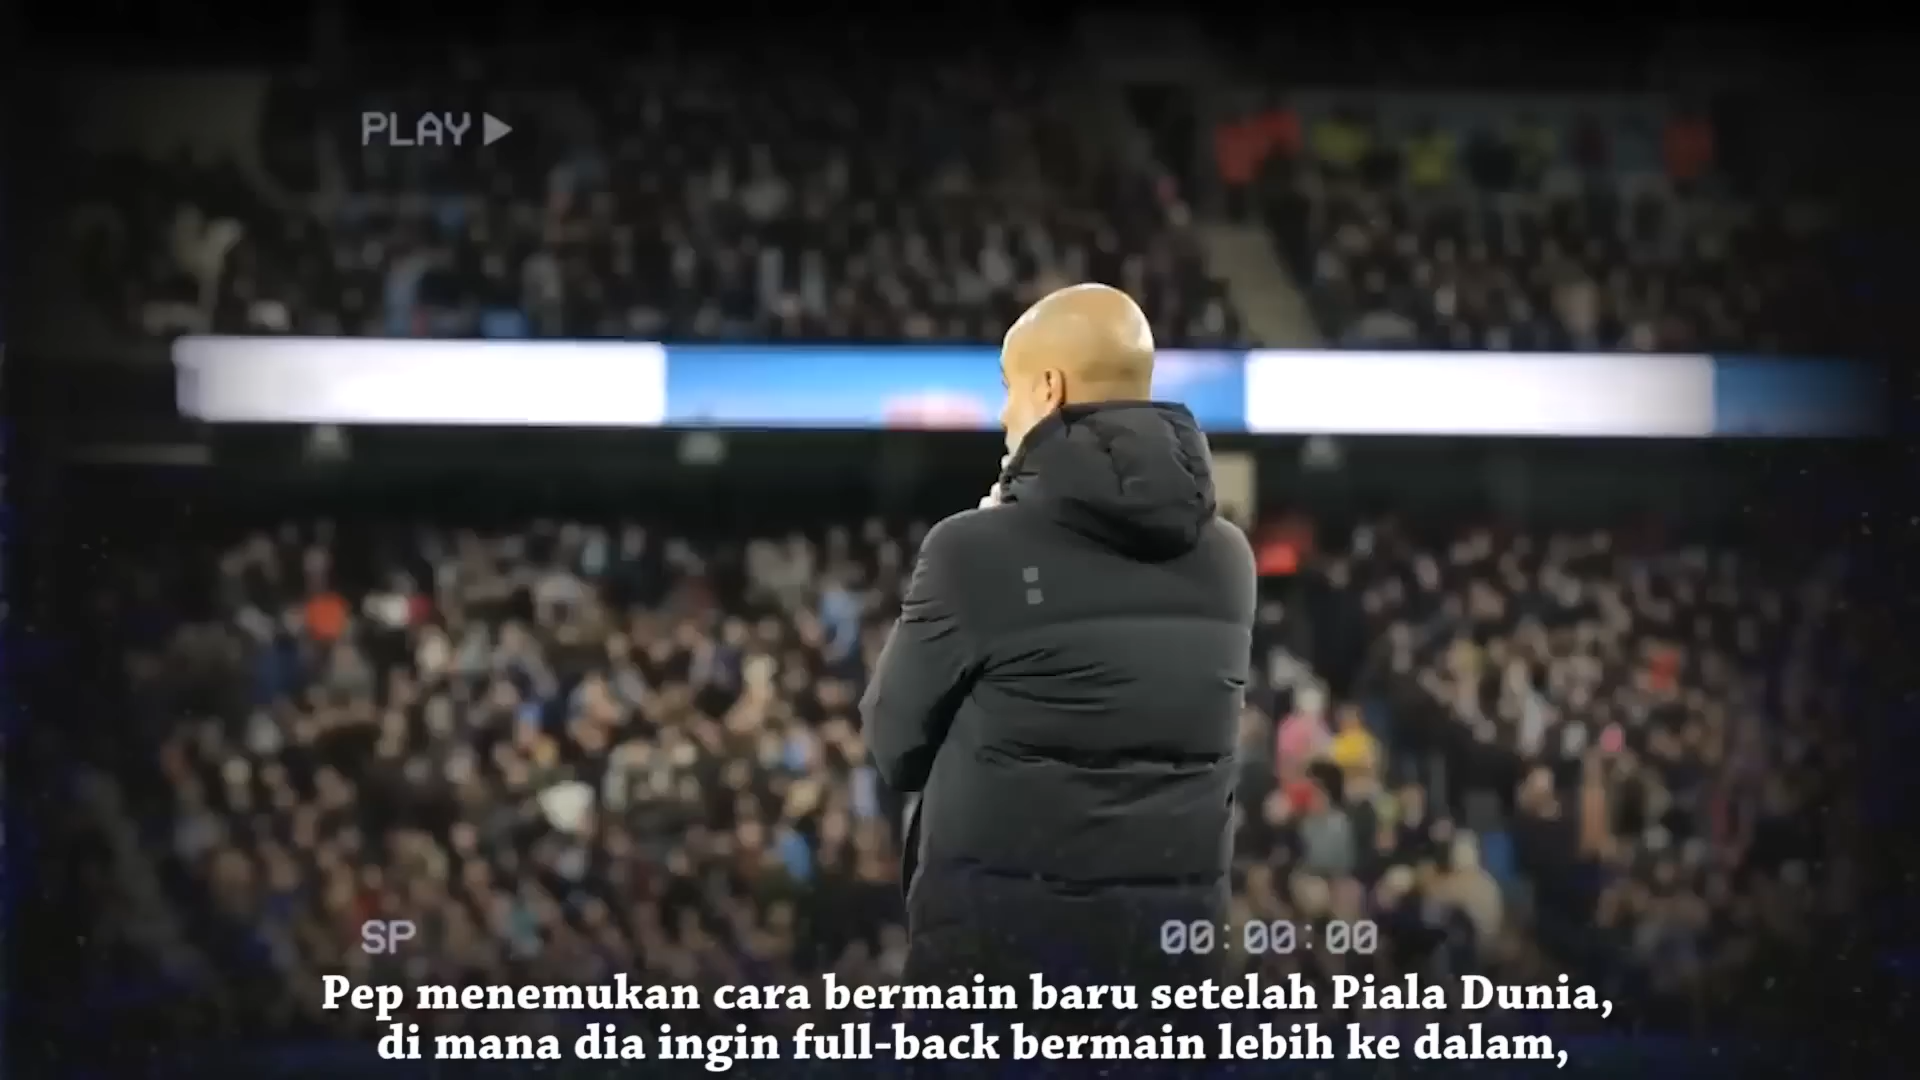 PLAY
SP
00:00:00
Pep menemukan cara bermain baru setelah Piala Dunia,
di mana dia ingin full-back bermain lebih ke dalam,